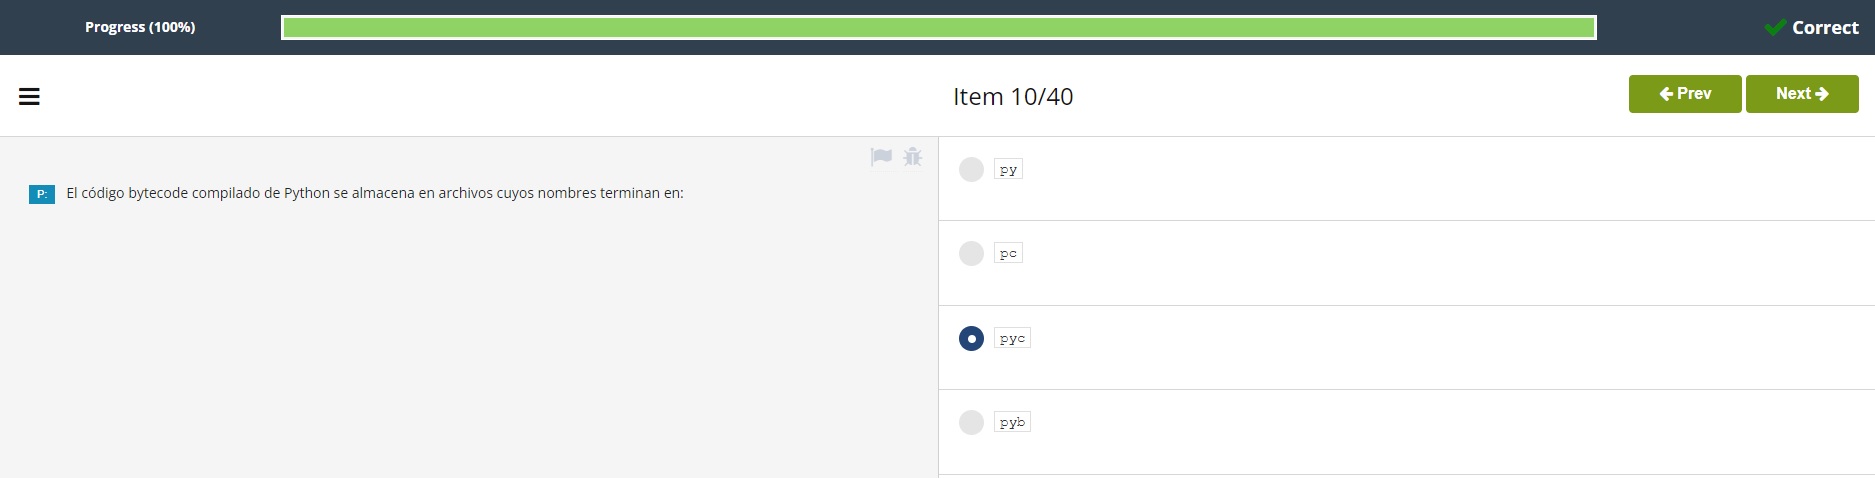 Progress (100%)
Correct
Item 10/40
Prev
Next
P:
El código bytecode compilado de Python se almacena en archivos cuyos nombres terminan en:
py
pc
pyc
pyb